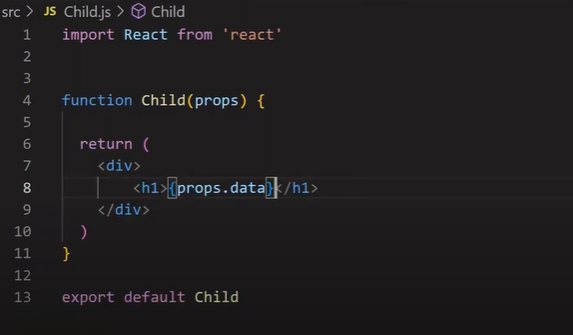 src > JS Child.js > Child
1 import React from 'react'
2
3
4 function Child(props) {
5
6 return (
7 <div>
8 <h1>{props.data}</h1>
9 </div>
10 )
11 }
12
13 export default Child